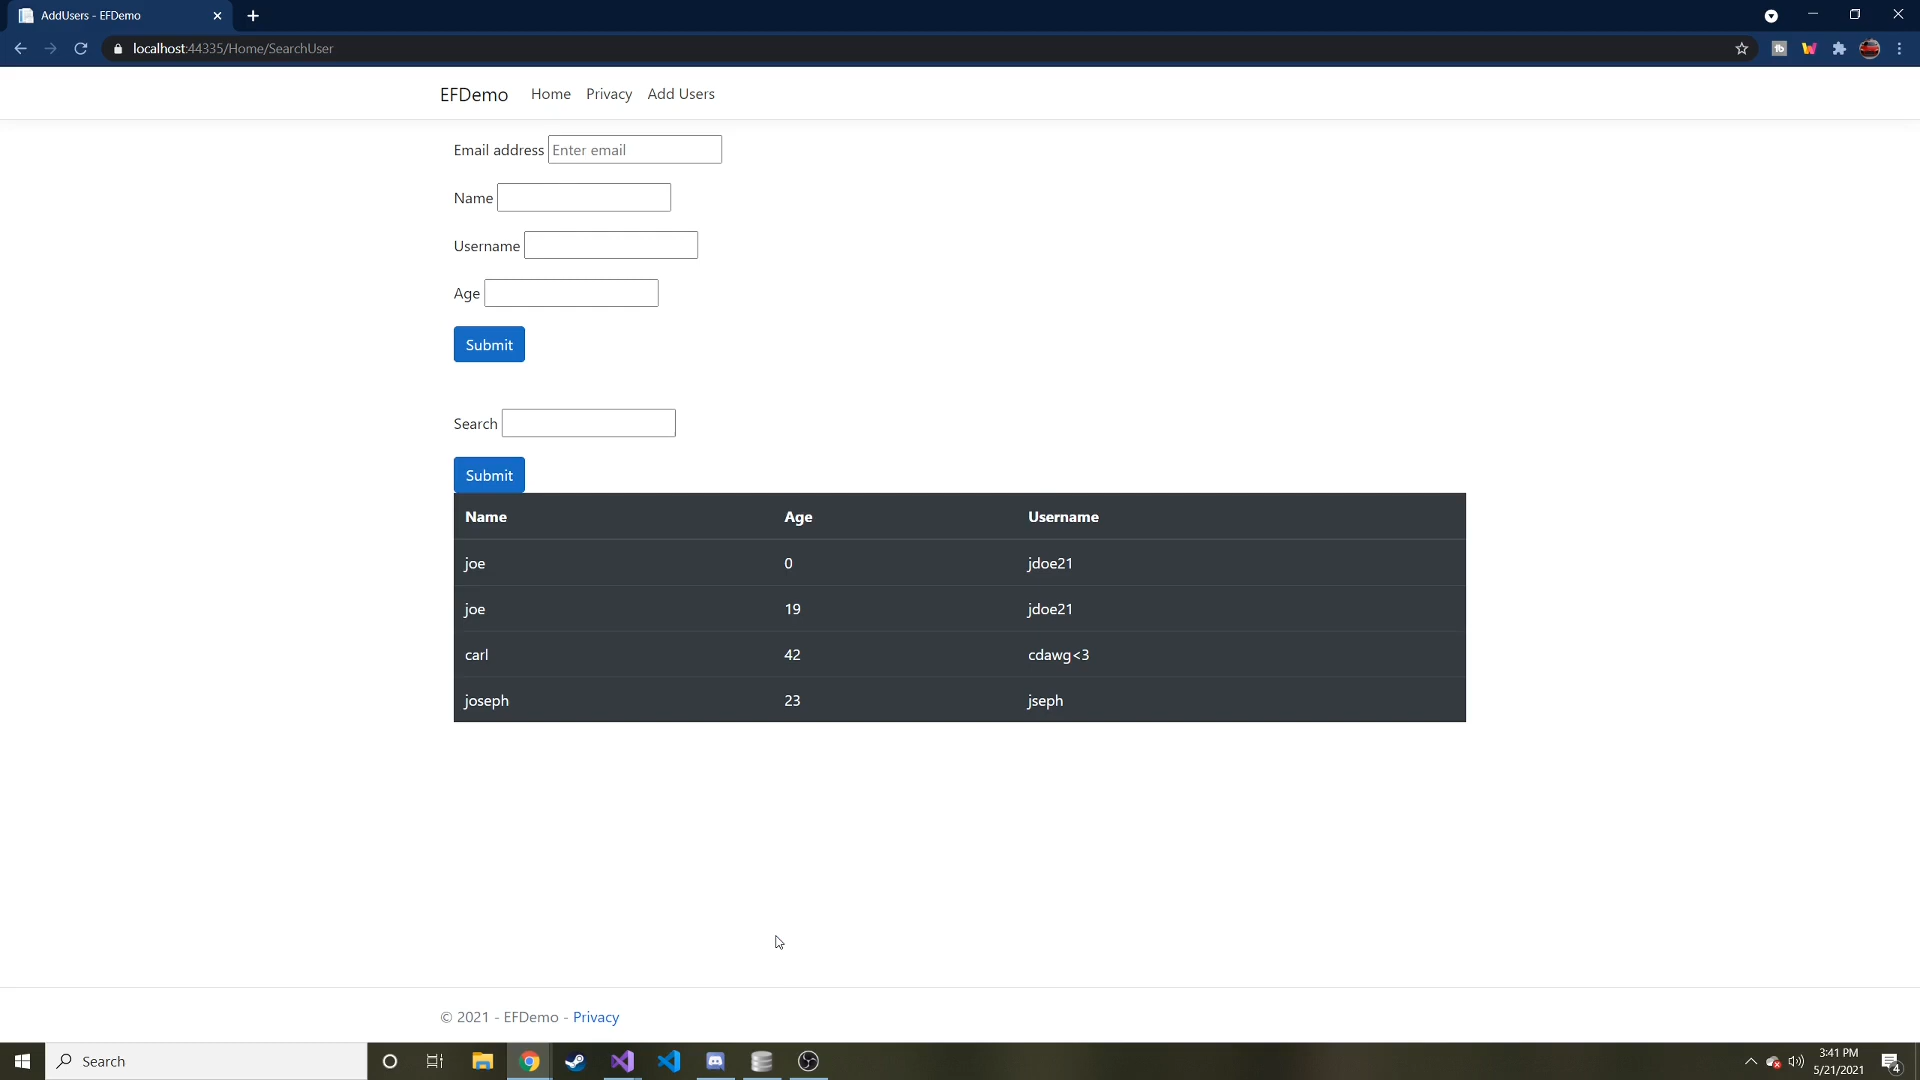 AddUsers - EFDemo
localhost:44335/Home/SearchUser
EFDemo Home Privacy Add Users
Email address Enter email
Name
Username
Age
Submit
Search
Submit
Name Age Username
joe 0 jdoe21
joe 19 jdoe21
carl 42 cdawg<3
joseph 23 jseph
© 2021 - EFDemo - Privacy
Search
3:41 PM
5/21/2021
4